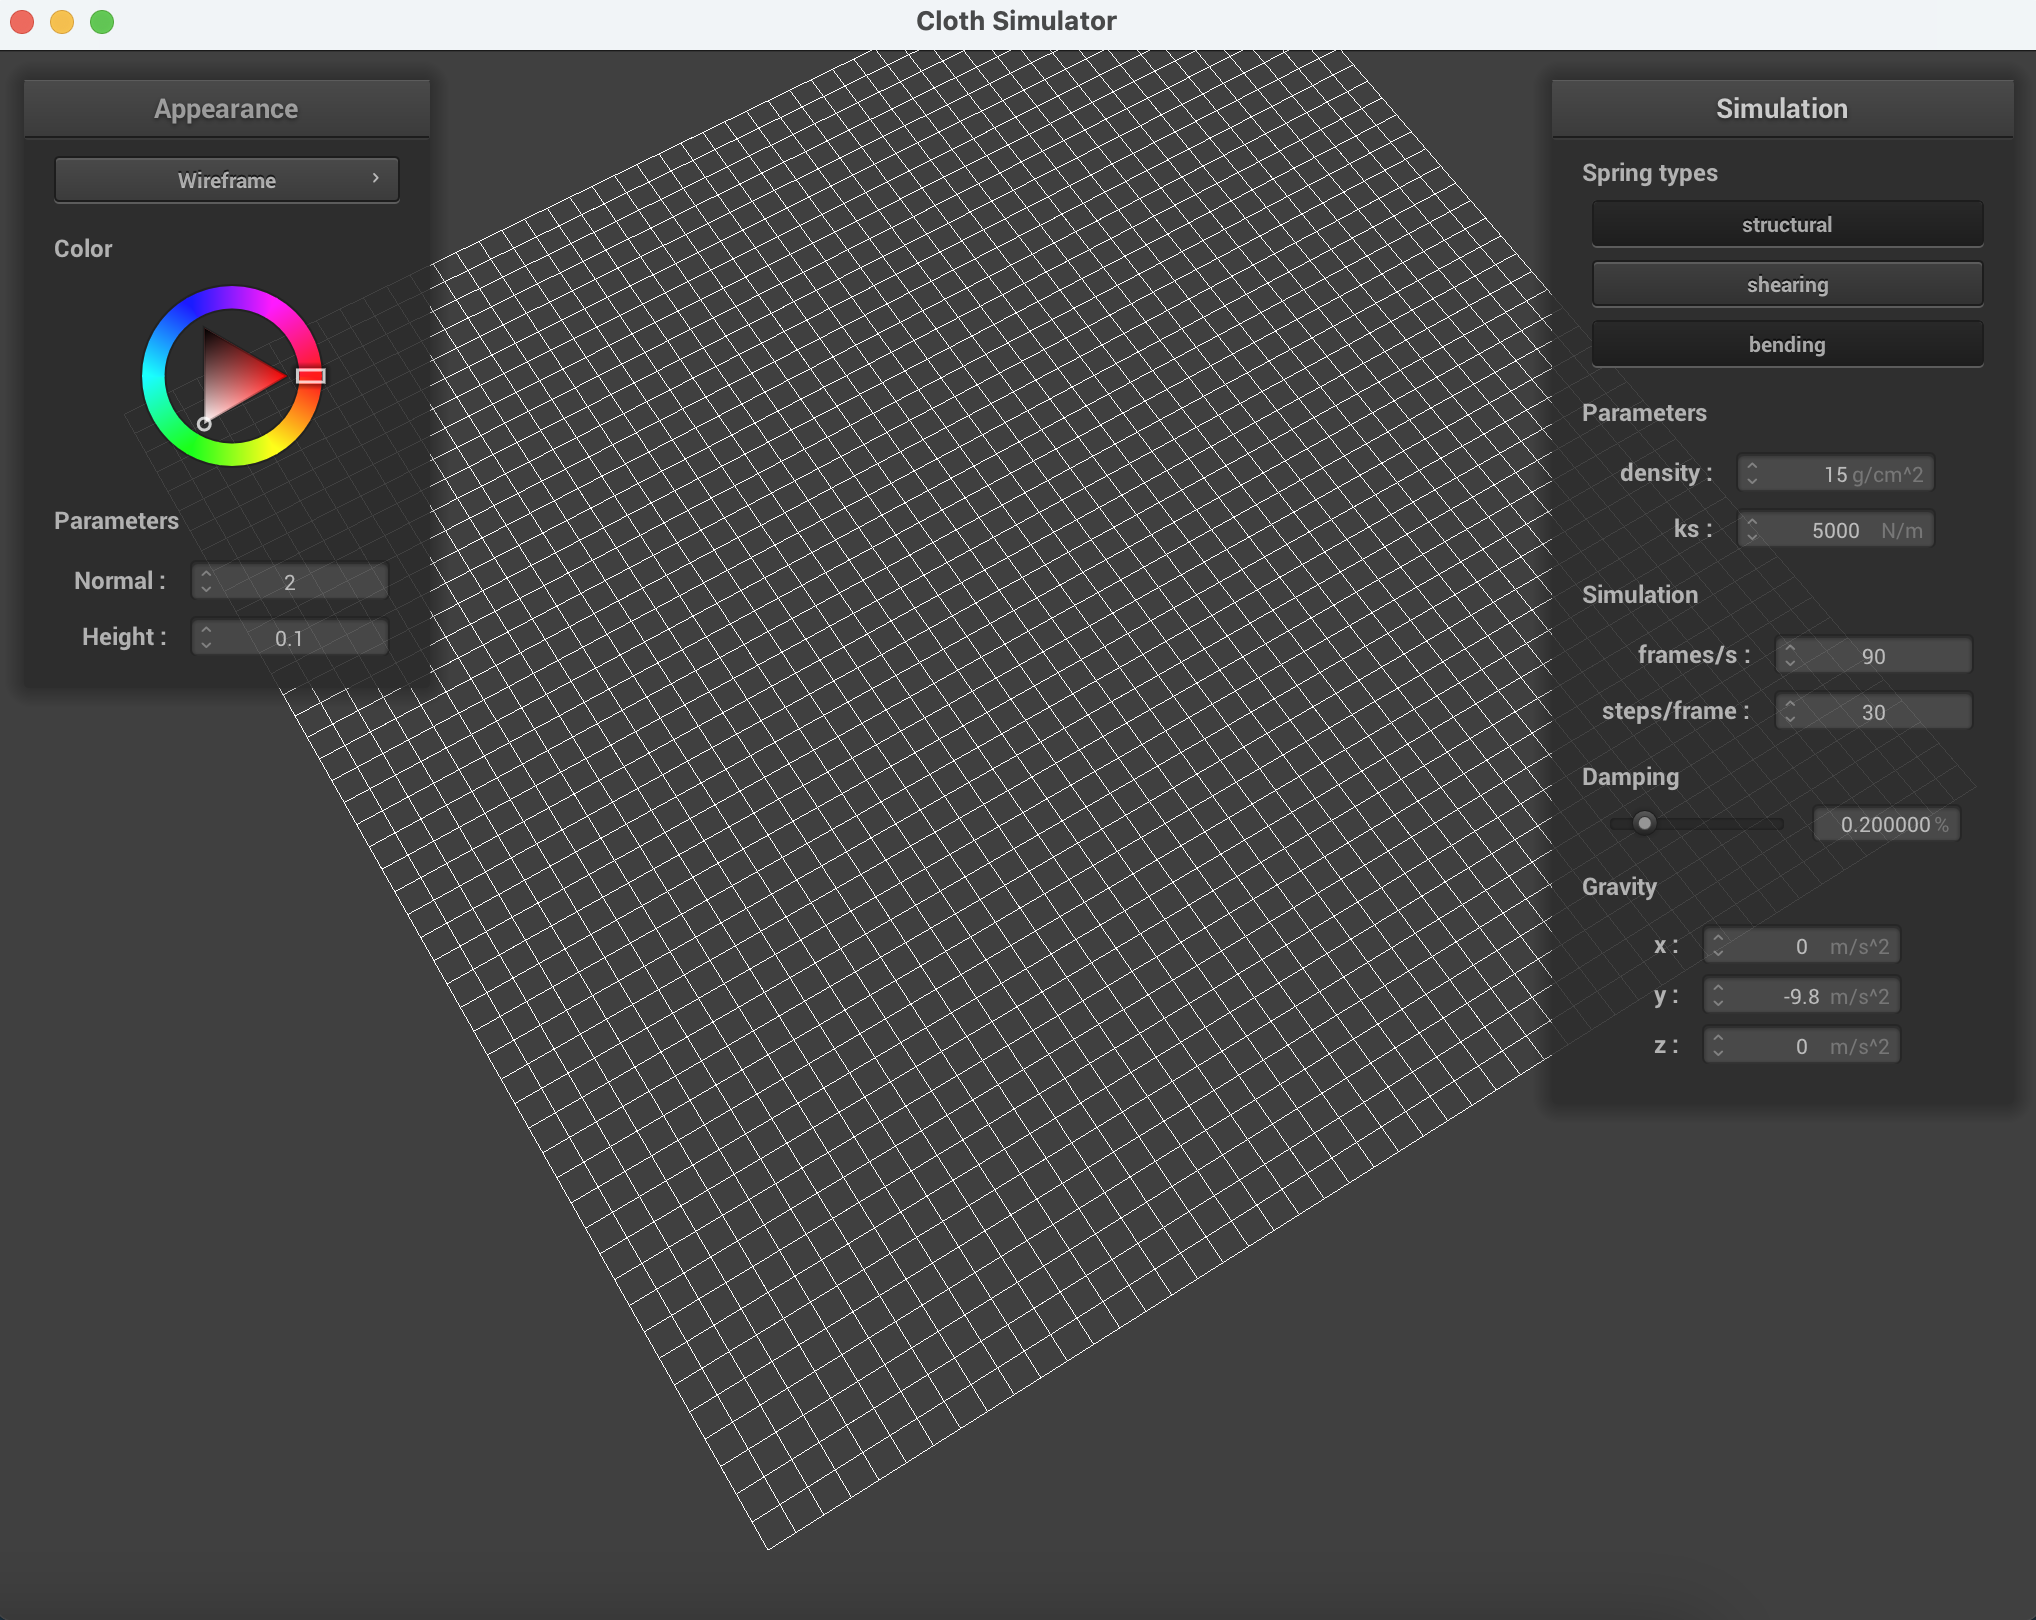 Cloth Simulator
Appearance
Wireframe
Color
Parameters
Normal : 2
Height : 0.1
Simulation
Spring types
structural
shearing
bending
Parameters
density : 15 g/cm^2
ks : 5000 N/m
Simulation
frames/s : 90
steps/frame : 30
Damping
0.200000 %
Gravity
x : 0 m/s^2
y : -9.8 m/s^2
z : 0 m/s^2